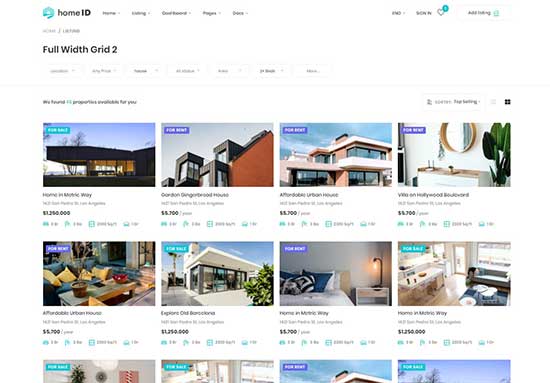 homeID
Home Listing Dashboard Pages Docs ENG SIGN IN Add listing
HOME / LISTING
Full Width Grid 2
Location Any Price house All status Area 2+ Beds More...
We found properties available for you
SORTBY: Top Selling
FOR SALE FOR RENT FOR RENT FOR RENT
Home in Metric Way Garden Gingerbread House Affordable Urban House Villa on Hollywood Boulevard
1421 San Pedro St, Los Angeles 1421 San Pedro St, Los Angeles 1421 San Pedro St, Los Angeles 1421 San Pedro St, Los Angeles
$1.250.000 $5.700 / year $5.700 / year $5.700 / year
3 Br 3 Ba 2300 Sq.Ft 1 Gr 3 Br 3 Ba 2300 Sq.Ft 1 Gr 3 Br 3 Ba 2300 Sq.Ft 1 Gr 3 Br 3 Ba 2300 Sq.Ft 1 Gr
FOR RENT FOR SALE FOR RENT FOR SALE
Affordable Urban House Explore Old Barcelona Home in Metric Way Home in Metric Way
1421 San Pedro St, Los Angeles 1421 San Pedro St, Los Angeles 1421 San Pedro St, Los Angeles 1421 San Pedro St, Los Angeles
$5.700 / year $1.250.000 $5.700 / year $1.250.000
3 Br 3 Ba 2300 Sq.Ft 1 Gr 3 Br 3 Ba 2300 Sq.Ft 1 Gr 3 Br 3 Ba 2300 Sq.Ft 1 Gr 3 Br 3 Ba 2300 Sq.Ft 1 Gr
FOR RENT FOR SALE FOR RENT FOR SALE